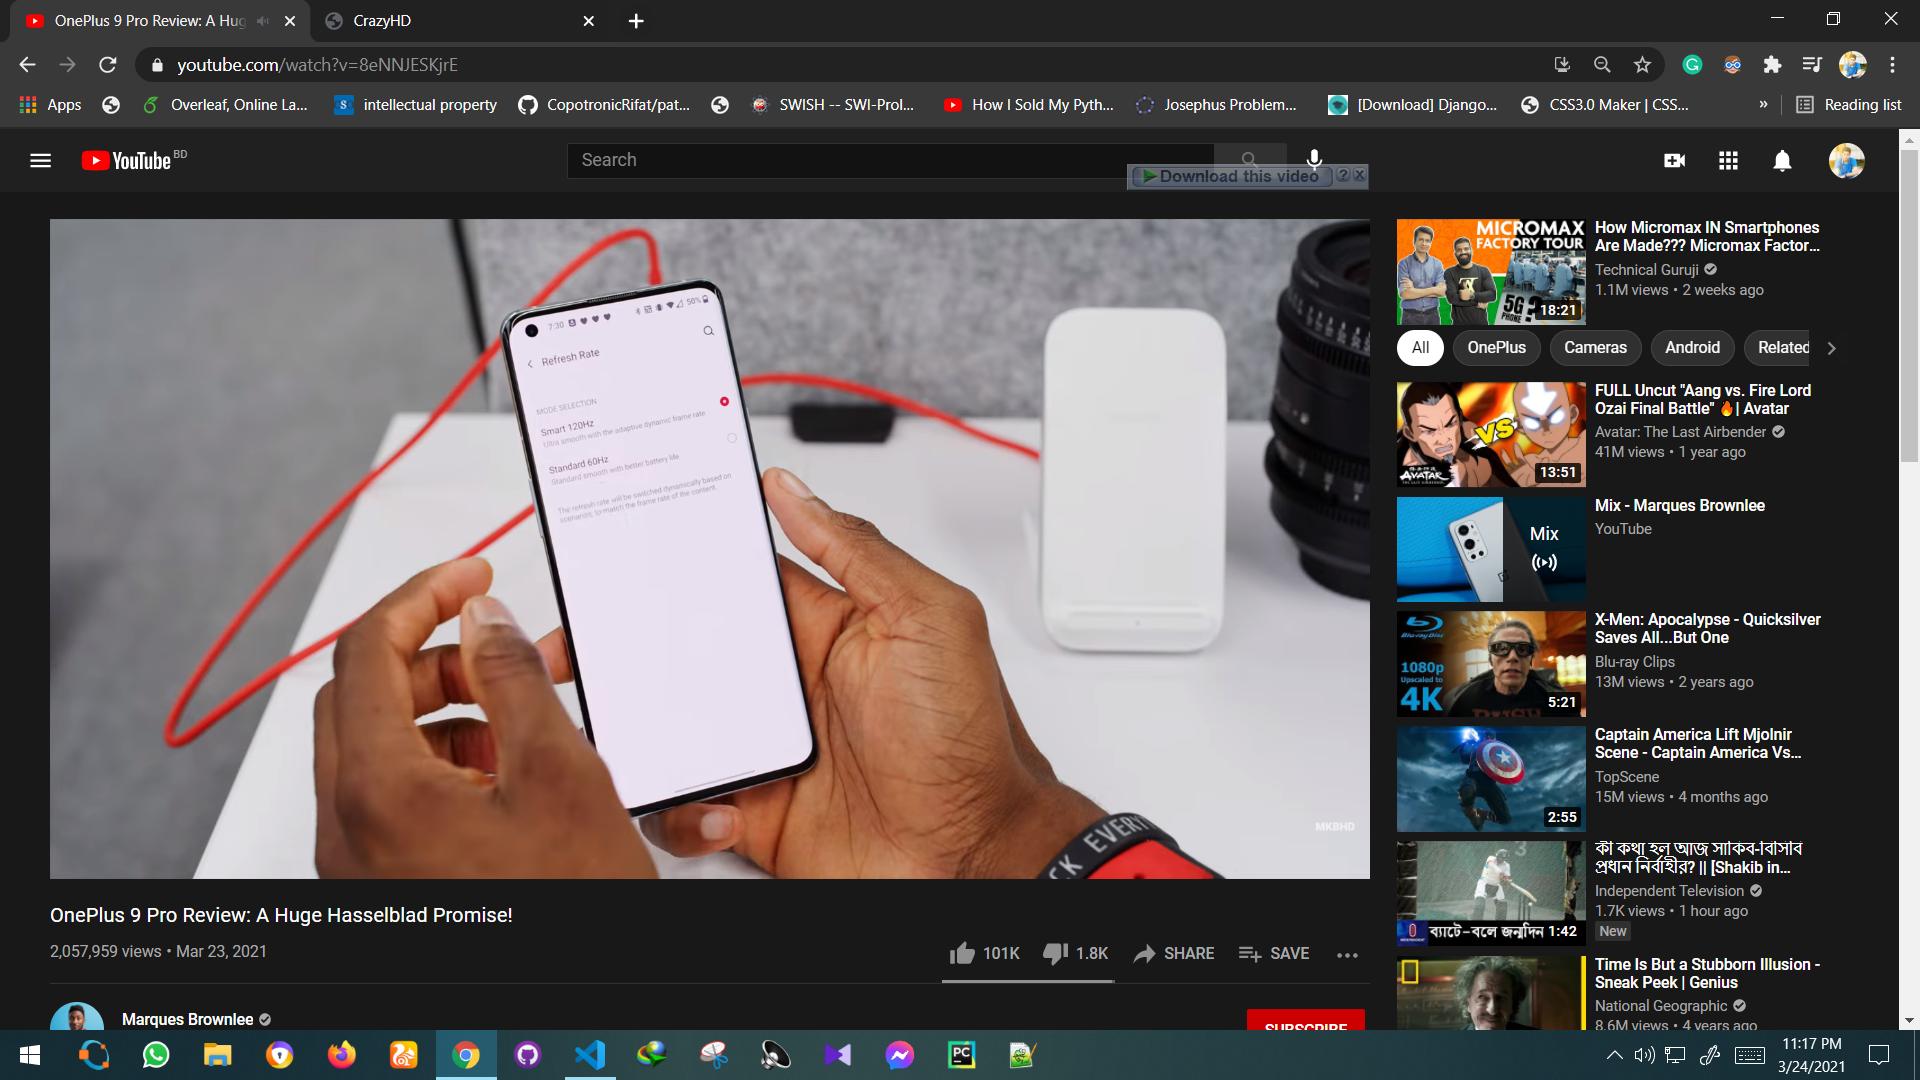 OnePlus 9 Pro Review: A Hug
CrazyHD
youtube.com/watch?v=8eNNJESKjrE
Apps
Overleaf, Online La...
intellectual property
CopotronicRifat/pat...
SWISH -- SWI-Prol...
How I Sold My Pyth...
Josephus Problem...
[Download] Django...
CSS3.0 Maker | CSS...
»
Reading list
YouTube BD
Search
Download this video
7:30
50%
Refresh Rate
MODE SELECTION
Smart 120Hz
Ultra smooth with the adaptive dynamic frame rate
Standard 60Hz
Standard smooth with better battery life
The refresh rate will be switched dynamically based on
scenarios, to match the frame rate of the content.
CK EVERY
MKBHD
OnePlus 9 Pro Review: A Huge Hasselblad Promise!
2,057,959 views • Mar 23, 2021
101K
1.8K
SHARE
SAVE
Marques Brownlee
SUBSCRIBE
MICROMAX
FACTORY TOUR
5G
PHONE ?
18:21
How Micromax IN Smartphones
Are Made??? Micromax Factor...
Technical Guruji
1.1M views • 2 weeks ago
All
OnePlus
Cameras
Android
Related
VS
AVATAR
13:51
FULL Uncut "Aang vs. Fire Lord
Ozai Final Battle" 🔥| Avatar
Avatar: The Last Airbender
41M views • 1 year ago
Mix
Mix - Marques Brownlee
YouTube
Blu-ray Disc
1080p
Upscaled to
4K
5:21
X-Men: Apocalypse - Quicksilver
Saves All...But One
Blu-ray Clips
13M views • 2 years ago
2:55
Captain America Lift Mjolnir
Scene - Captain America Vs...
TopScene
15M views • 4 months ago
ব্যাটে-বলে জন্মদিন
1:42
কী কথা হল আজ সাকিব-বিসিবি
প্রধান নির্বাহীর? || [Shakib in...
Independent Television
1.7K views • 1 hour ago
New
Time Is But a Stubborn Illusion -
Sneak Peek | Genius
National Geographic
8.6M views • 4 years ago
11:17 PM
3/24/2021